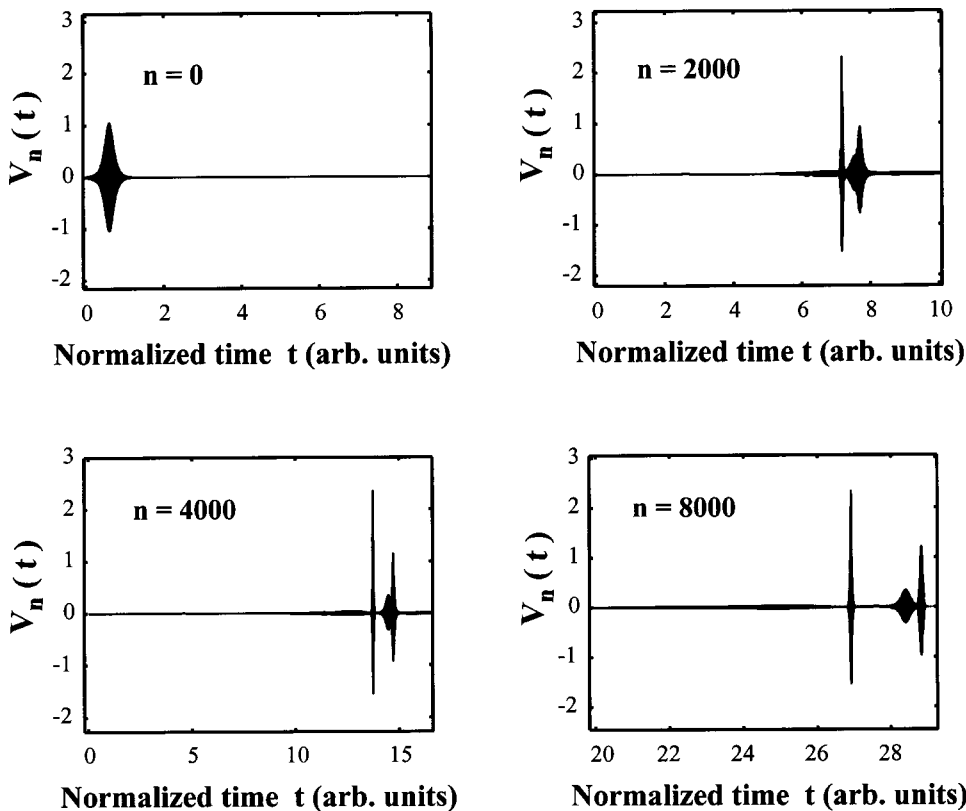 3
2
1
0
-1
-2
V_n ( t )
n = 0
0 2 4 6 8
Normalized time t (arb. units)
3
2
1
0
-1
-2
V_n ( t )
n = 2000
0 2 4 6 8 10
Normalized time t (arb. units)
3
2
1
0
-1
-2
V_n ( t )
n = 4000
0 5 10 15
Normalized time t (arb. units)
3
2
1
0
-1
-2
V_n ( t )
n = 8000
20 22 24 26 28
Normalized time t (arb. units)